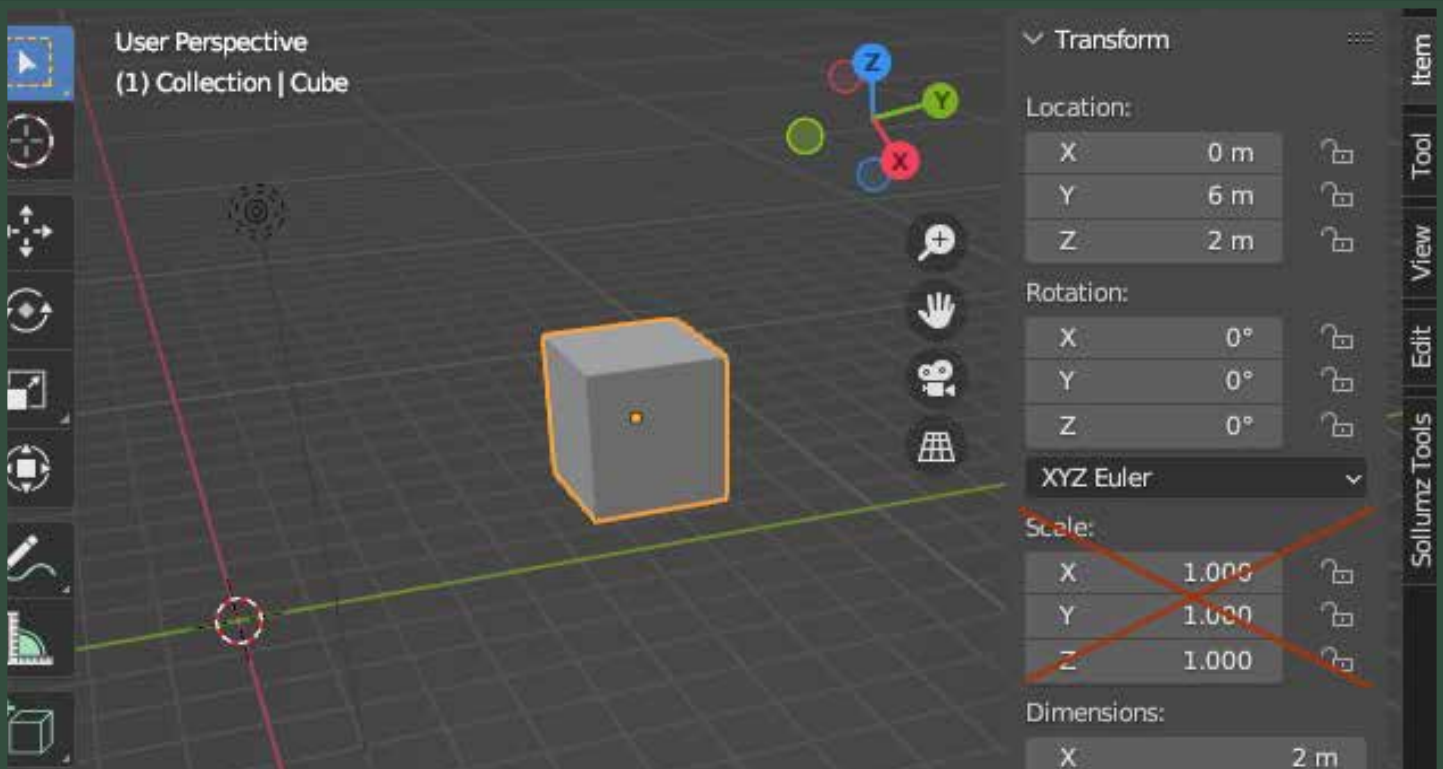 User Perspective
(1) Collection | Cube
Z
Y
X
Transform
Location:
X 0 m
Y 6 m
Z 2 m
Rotation:
X 0°
Y 0°
Z 0°
XYZ Euler
Scale:
X 1.000
Y 1.000
Z 1.000
Dimensions:
X 2 m
Item
Tool
View
Edit
Sollumz Tools